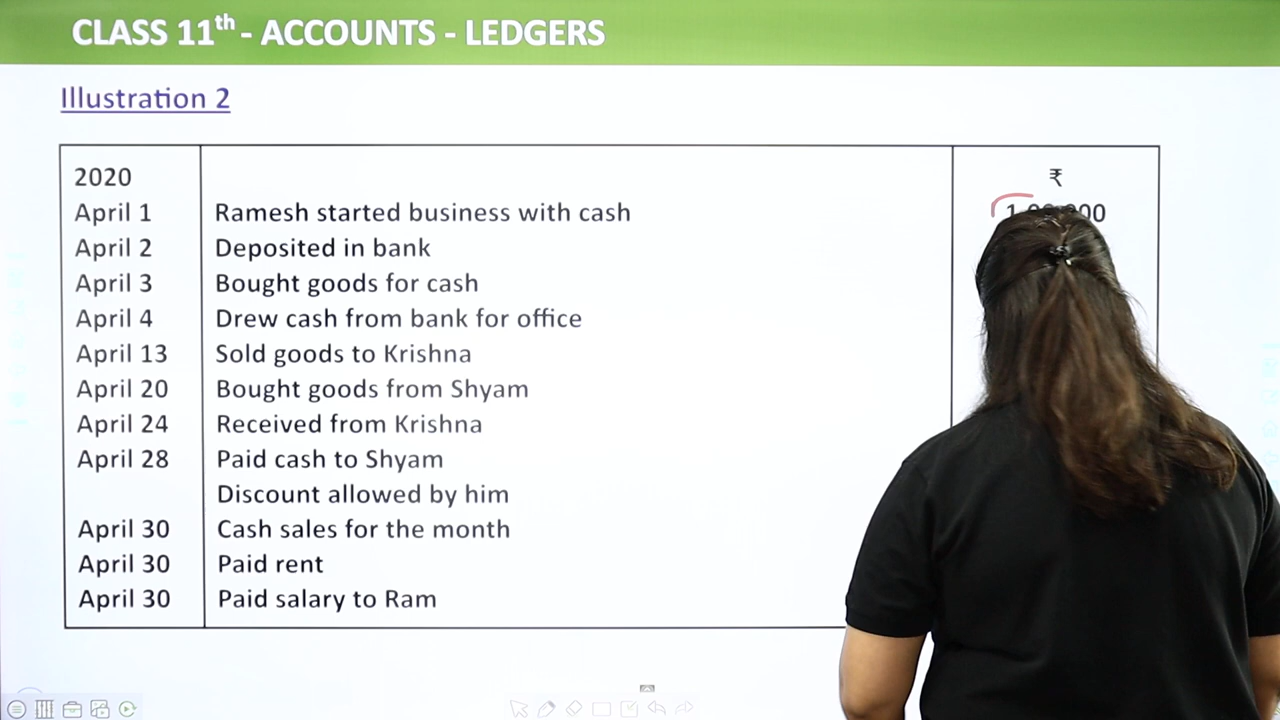 CLASS 11th - ACCOUNTS - LEDGERS
Illustration 2
2020 ₹
April 1 Ramesh started business with cash
April 2 Deposited in bank
April 3 Bought goods for cash
April 4 Drew cash from bank for office
April 13 Sold goods to Krishna
April 20 Bought goods from Shyam
April 24 Received from Krishna
April 28 Paid cash to Shyam
Discount allowed by him
April 30 Cash sales for the month
April 30 Paid rent
April 30 Paid salary to Ram